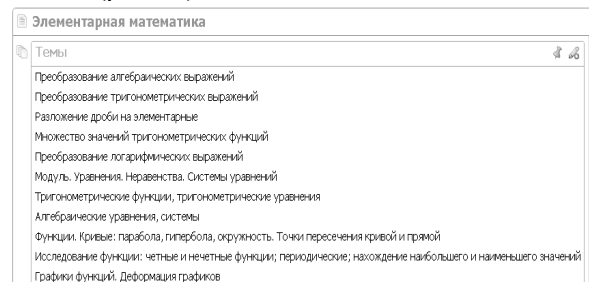 Элементарная математика
Темы
Преобразование алгебраических выражений
Преобразование тригонометрических выражений
Разложение дроби на элементарные
Множество значений тригонометрических функций
Преобразование логарифмических выражений
Модуль. Уравнения. Неравенства. Системы уравнений
Тригонометрические функции, тригонометрические уравнения
Алгебраические уравнения, системы
Функции. Кривые: парабола, гипербола, окружность. Точки пересечения кривой и прямой
Исследование функции: четные и нечетные функции; периодические; нахождение наибольшего и наименьшего значений
Графики функций. Деформация графиков